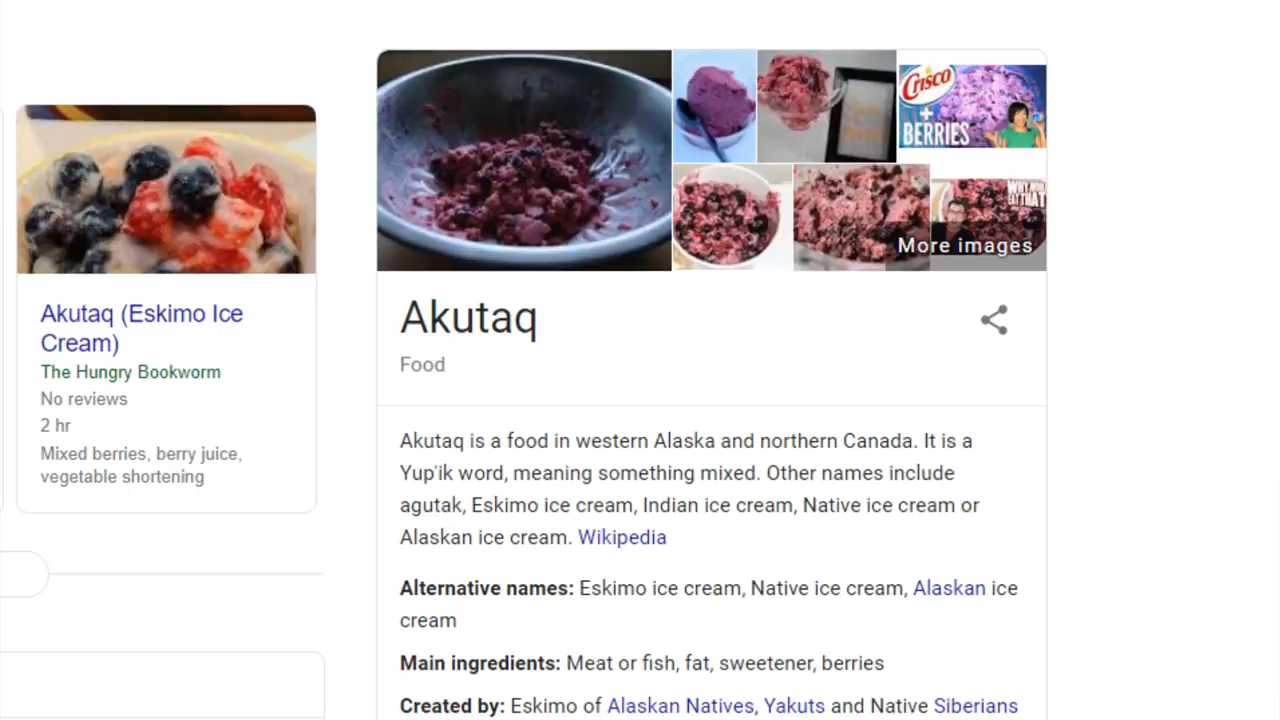 CRISCO
+
BERRIES
WHY YOU
EAT THAT
More images
Akutaq (Eskimo Ice
Cream)
The Hungry Bookworm
No reviews
2 hr
Mixed berries, berry juice,
vegetable shortening
Akutaq
Food
Akutaq is a food in western Alaska and northern Canada. It is a
Yup'ik word, meaning something mixed. Other names include
agutak, Eskimo ice cream, Indian ice cream, Native ice cream or
Alaskan ice cream. Wikipedia
Alternative names: Eskimo ice cream, Native ice cream, Alaskan ice
cream
Main ingredients: Meat or fish, fat, sweetener, berries
Created by: Eskimo of Alaskan Natives, Yakuts and Native Siberians